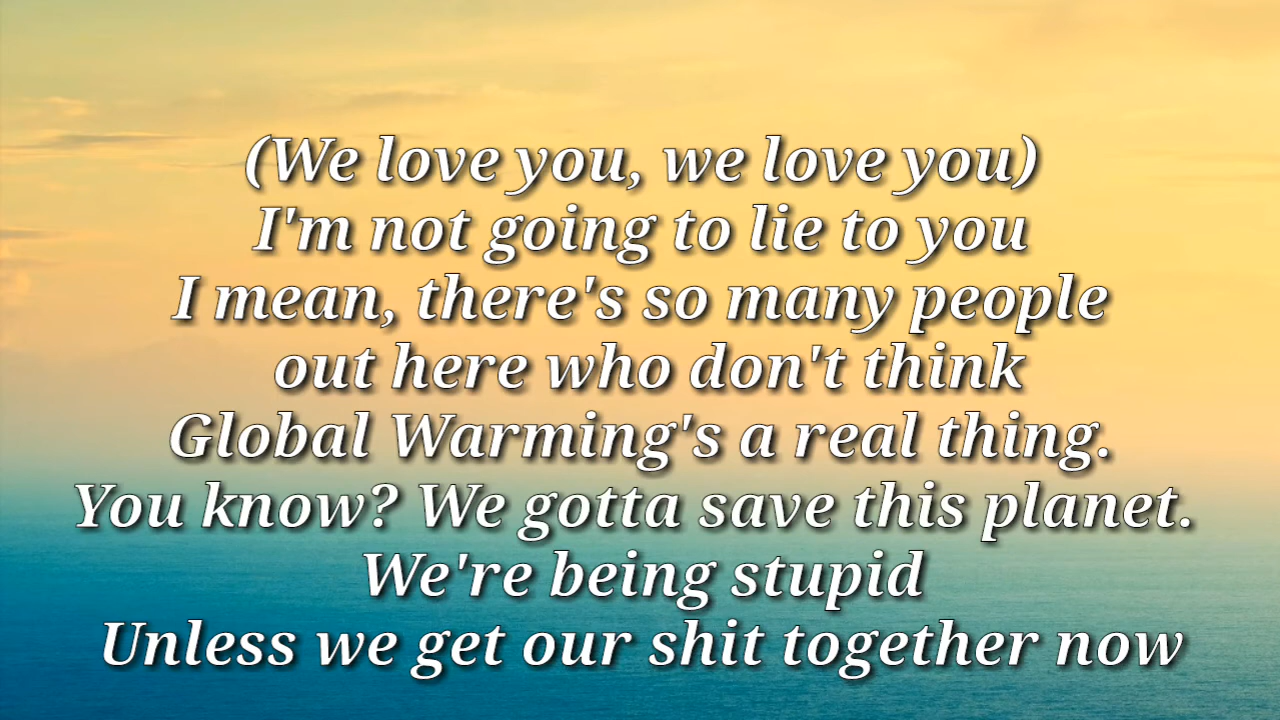 (We love you, we love you)
I'm not going to lie to you
I mean, there's so many people
out here who don't think
Global Warming's a real thing.
You know? We gotta save this planet.
We're being stupid
Unless we get our shit together now